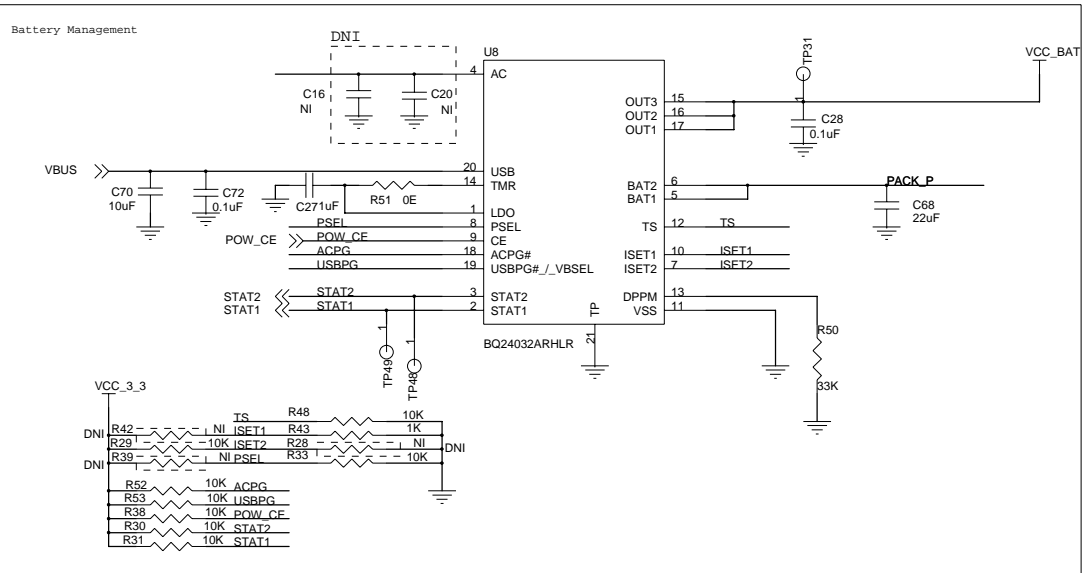 Battery Management
DNI
U8
4 AC
C16
NI
C20
NI
TP31
1
VCC_BAT
OUT3 15
OUT2 16
OUT1 17
C28
0.1uF
VBUS
20 USB
14 TMR
C70
10uF
C72
0.1uF
C27 1uF
R51 0E
1 LDO
PSEL 8 PSEL
POW_CE POW_CE 9 CE
ACPG 18 ACPG#
USBPG 19 USBPG#_/_VBSEL
BAT2 6
BAT1 5
PACK_P
C68
22uF
TS 12 TS
ISET1 10 ISET1
ISET2 7 ISET2
STAT2 STAT2 3 STAT2
STAT1 STAT1 2 STAT1
DPPM 13
VSS 11
TP
21
BQ24032ARHLR
1
TP49
1
TP48
R50
33K
VCC_3_3
TS R48 10K
DNI R42 NI ISET1 R43 1K
R29 10K ISET2 R28 NI DNI
DNI R39 NI PSEL R33 10K
R52 10K ACPG
R53 10K USBPG
R38 10K POW_CE
R30 10K STAT2
R31 10K STAT1